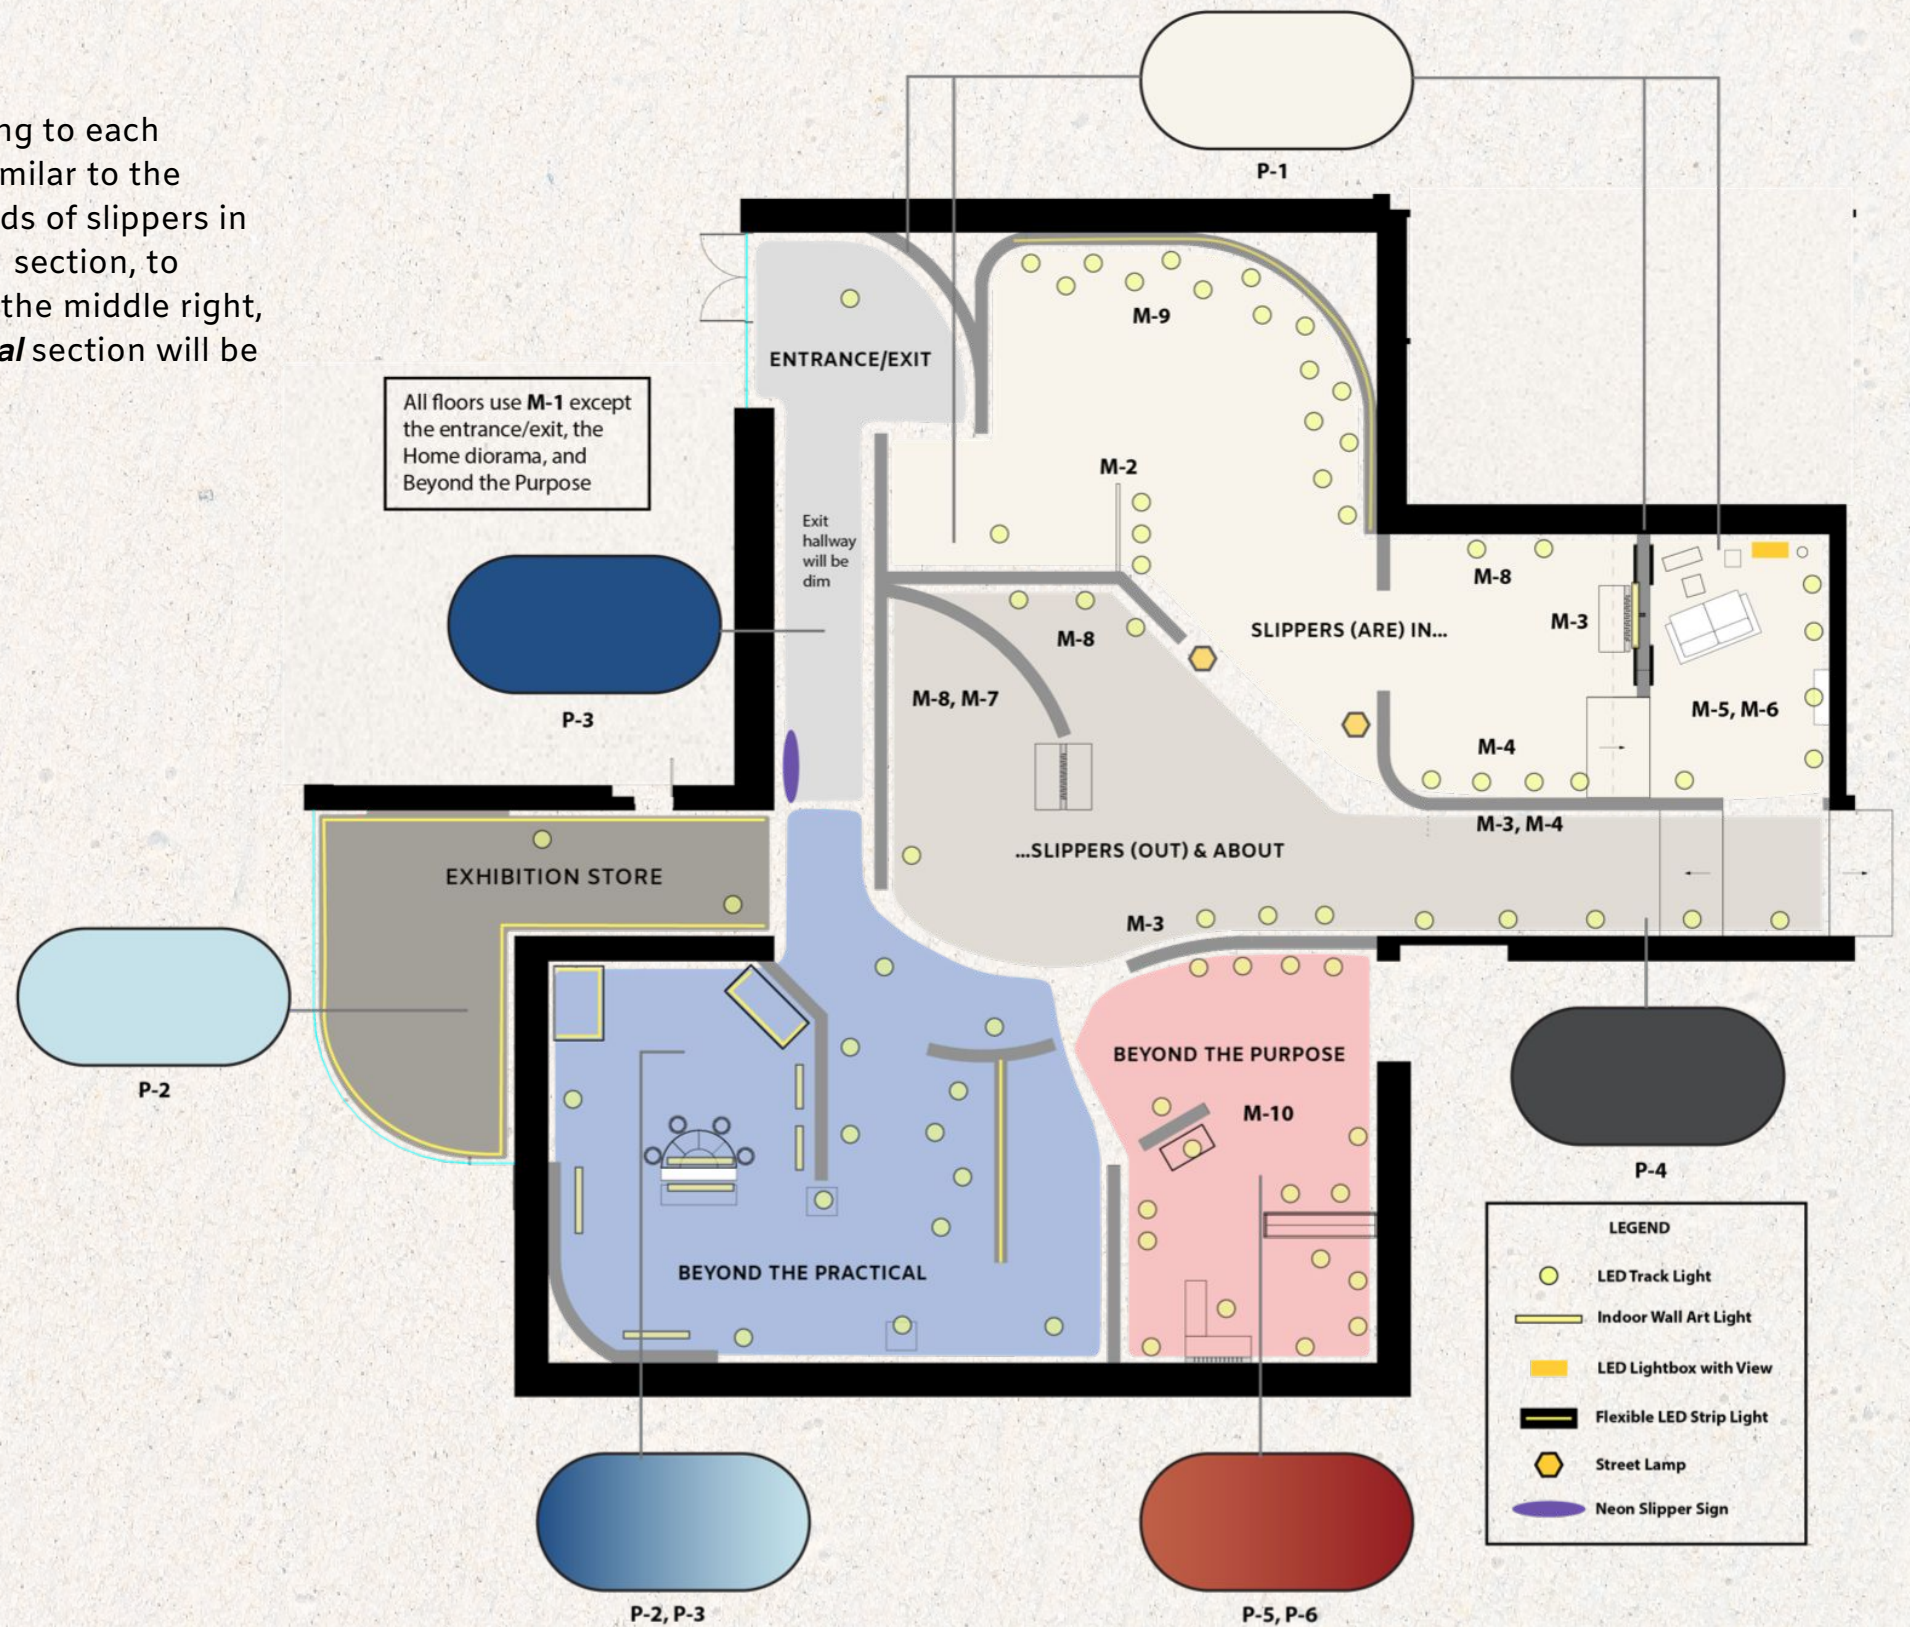 ng to each
milar to the
ds of slippers in
section, to
the middle right,
al section will be
P-1
ENTRANCE/EXIT
M-9
All floors use M-1 except
the entrance/exit, the
Home diorama, and
Beyond the Purpose
M-2
Exit
hallway
will be
dim
M-8
M-3
SLIPPERS (ARE) IN...
M-8
M-8, M-7
M-5, M-6
P-3
M-4
M-3, M-4
...SLIPPERS (OUT) & ABOUT
EXHIBITION STORE
M-3
P-2
BEYOND THE PURPOSE
M-10
P-4
BEYOND THE PRACTICAL
LEGEND
LED Track Light
Indoor Wall Art Light
LED Lightbox with View
Flexible LED Strip Light
Street Lamp
Neon Slipper Sign
P-2, P-3
P-5, P-6